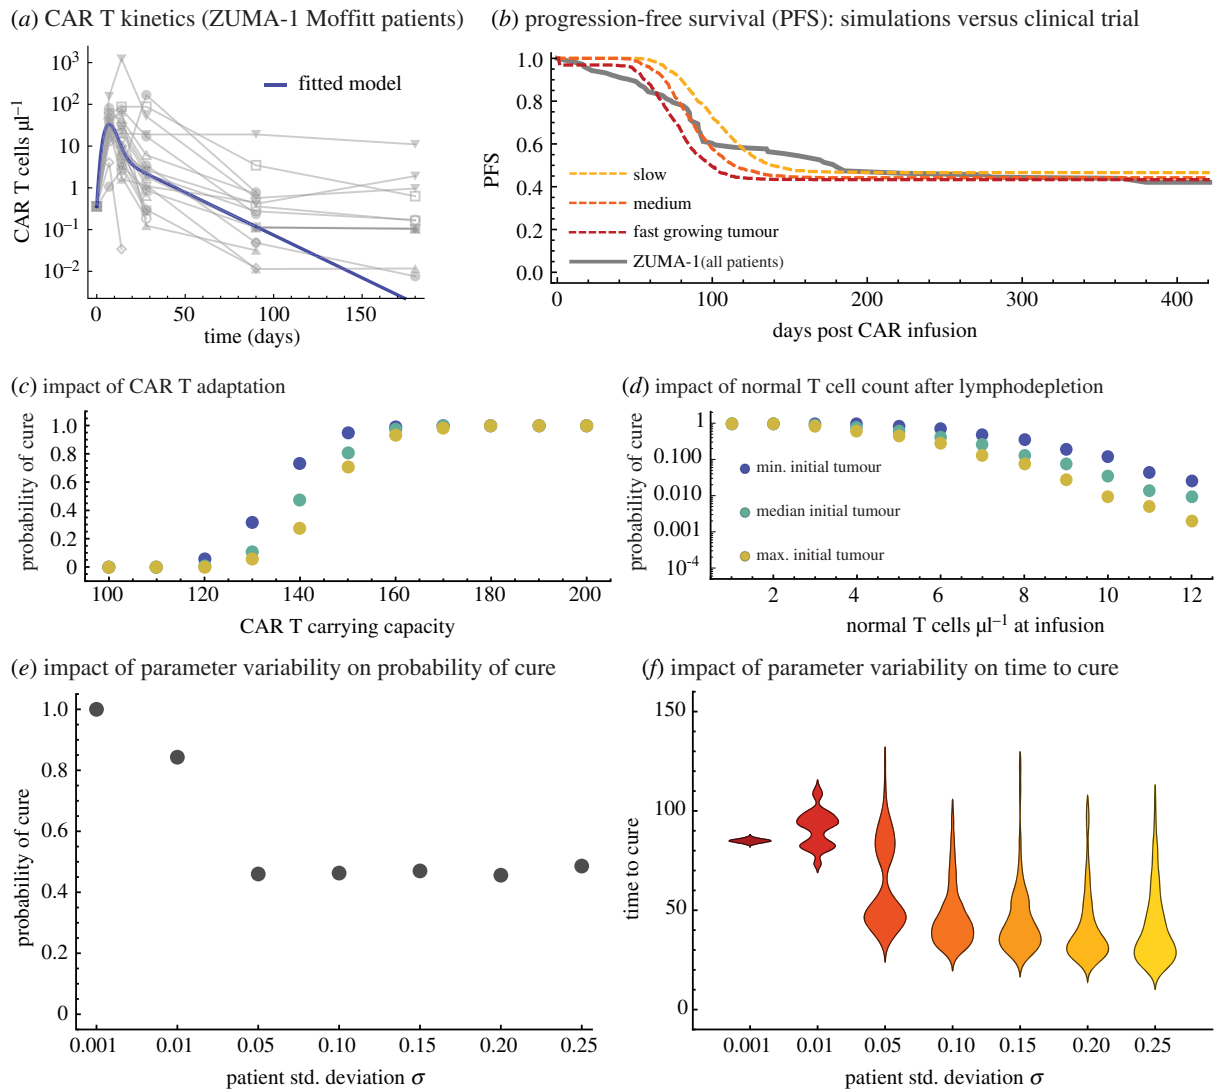 (a) CAR T kinetics (ZUMA-1 Moffitt patients)
CAR T cells µl⁻¹
10³
10²
10
1
10⁻¹
10⁻²
fitted model
0 50 100 150
time (days)
(b) progression-free survival (PFS): simulations versus clinical trial
PFS
1.0
0.8
0.6
0.4
0.2
0.0
slow
medium
fast growing tumour
ZUMA-1(all patients)
0 100 200 300 400
days post CAR infusion
(c) impact of CAR T adaptation
probability of cure
1.0
0.8
0.6
0.4
0.2
0
100 120 140 160 180 200
CAR T carrying capacity
(d) impact of normal T cell count after lymphodepletion
probability of cure
1
0.100
0.010
0.001
10⁻⁴
min. initial tumour
median initial tumour
max. initial tumour
2 4 6 8 10 12
normal T cells µl⁻¹ at infusion
(e) impact of parameter variability on probability of cure
probability of cure
1.0
0.8
0.6
0.4
0.2
0
0.001 0.01 0.05 0.10 0.15 0.20 0.25
patient std. deviation σ
(f) impact of parameter variability on time to cure
time to cure
150
100
50
0
0.001 0.01 0.05 0.10 0.15 0.20 0.25
patient std. deviation σ